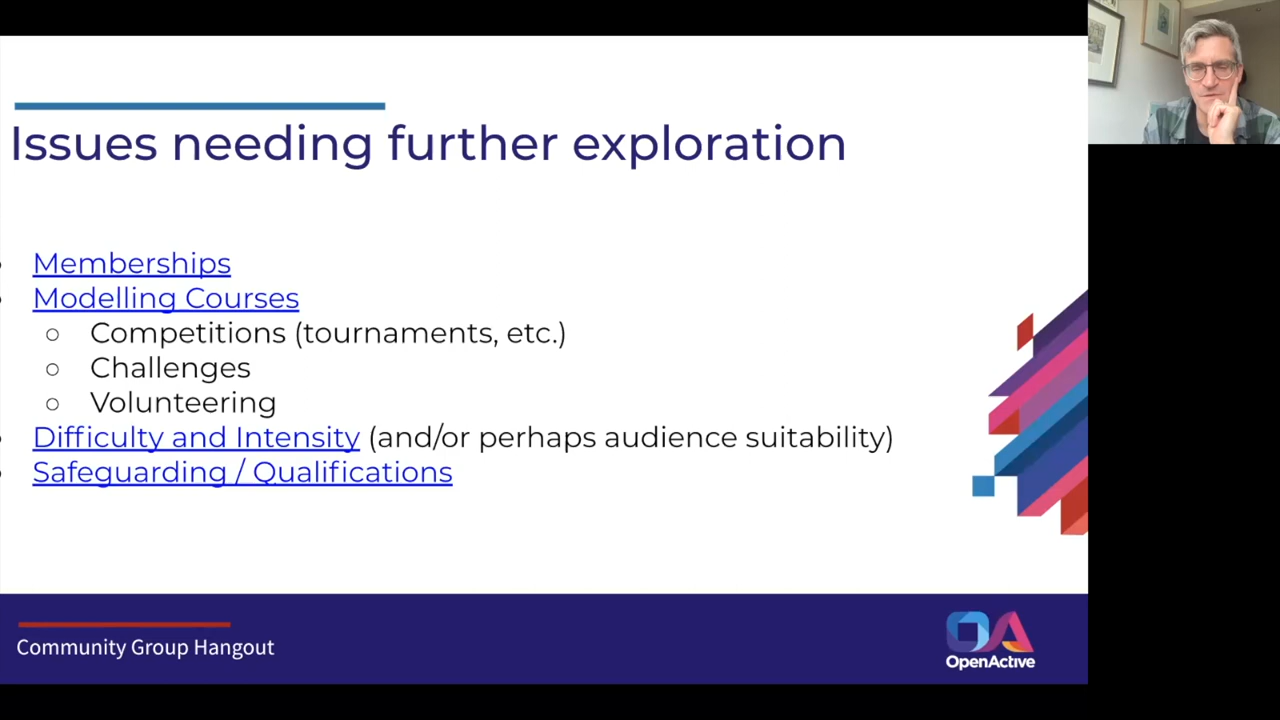 Issues needing further exploration
Memberships
Modelling Courses
Competitions (tournaments, etc.)
Challenges
Volunteering
Difficulty and Intensity (and/or perhaps audience suitability)
Safeguarding / Qualifications
Community Group Hangout
OA
OpenActive